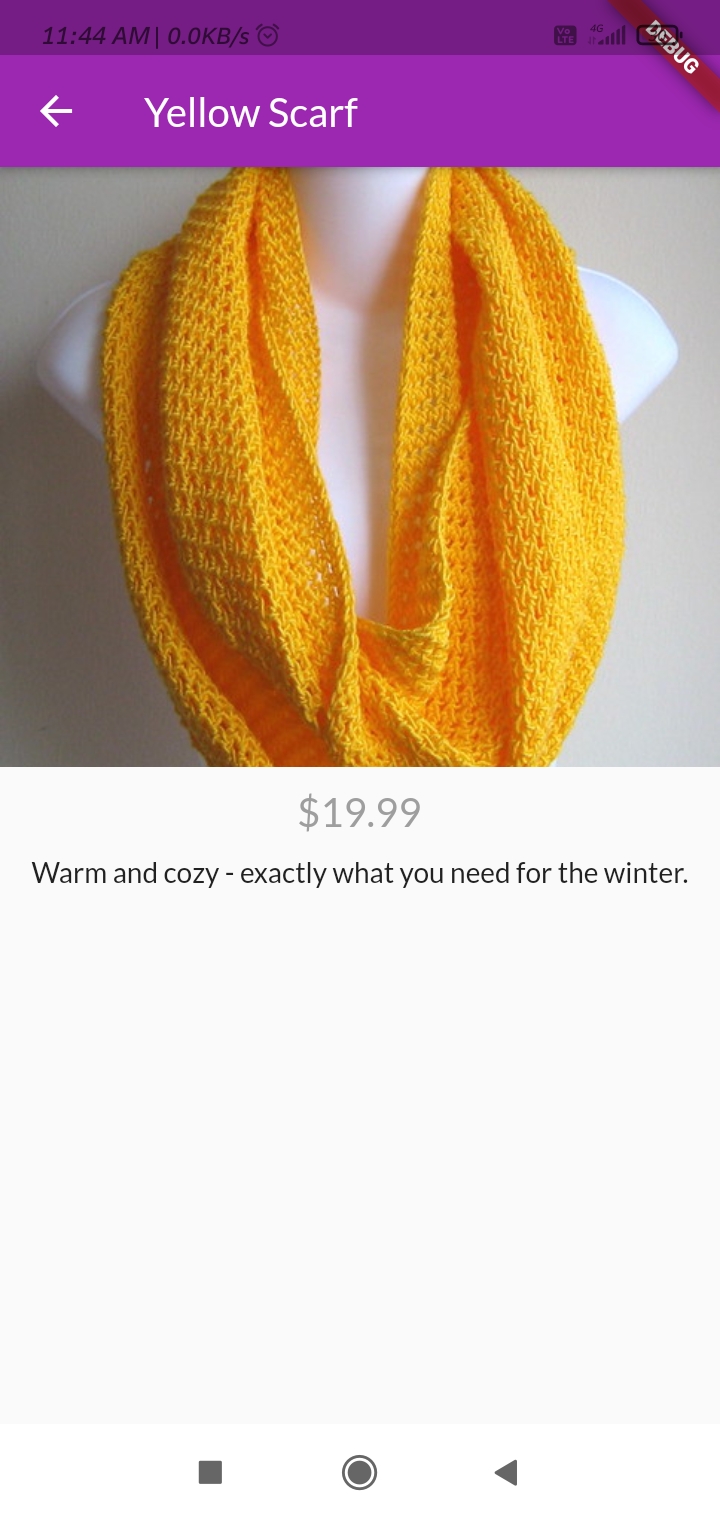 11:44 AM | 0.0KB/s
Vo LTE
4G
DEBUG
Yellow Scarf
$19.99
Warm and cozy - exactly what you need for the winter.